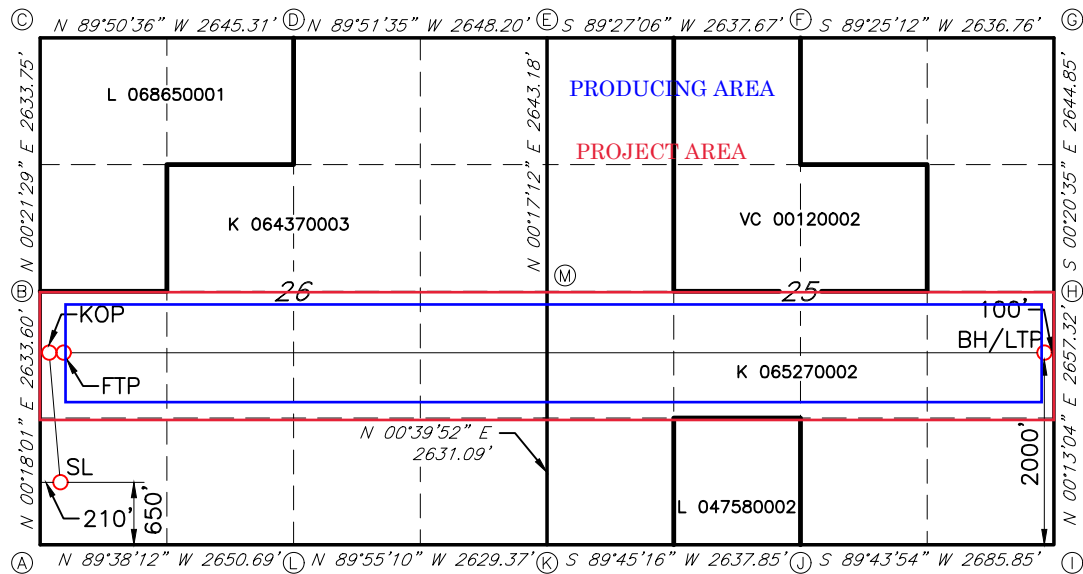 C N 89°50'36" W 2645.31' D N 89°51'35" W 2648.20' E S 89°27'06" W 2637.67' F S 89°25'12" W 2636.76' G
N 00°21'29" E 2633.75'
L 068650001
N 00°17'12" E 2643.18'
PRODUCING AREA
PROJECT AREA
S 00°20'35" E 2644.85'
K 064370003
VC 00120002
M
B
26
25
H
KOP
100'
BH/LTP
FTP
K 065270002
N 00°18'01" E 2633.60'
N 00°39'52" E
2631.09'
2000'
N 00°13'04" E 2657.32'
SL
210'
650'
L 047580002
A N 89°38'12" W 2650.69' L N 89°55'10" W 2629.37' K S 89°45'16" W 2637.85' J S 89°43'54" W 2685.85' I